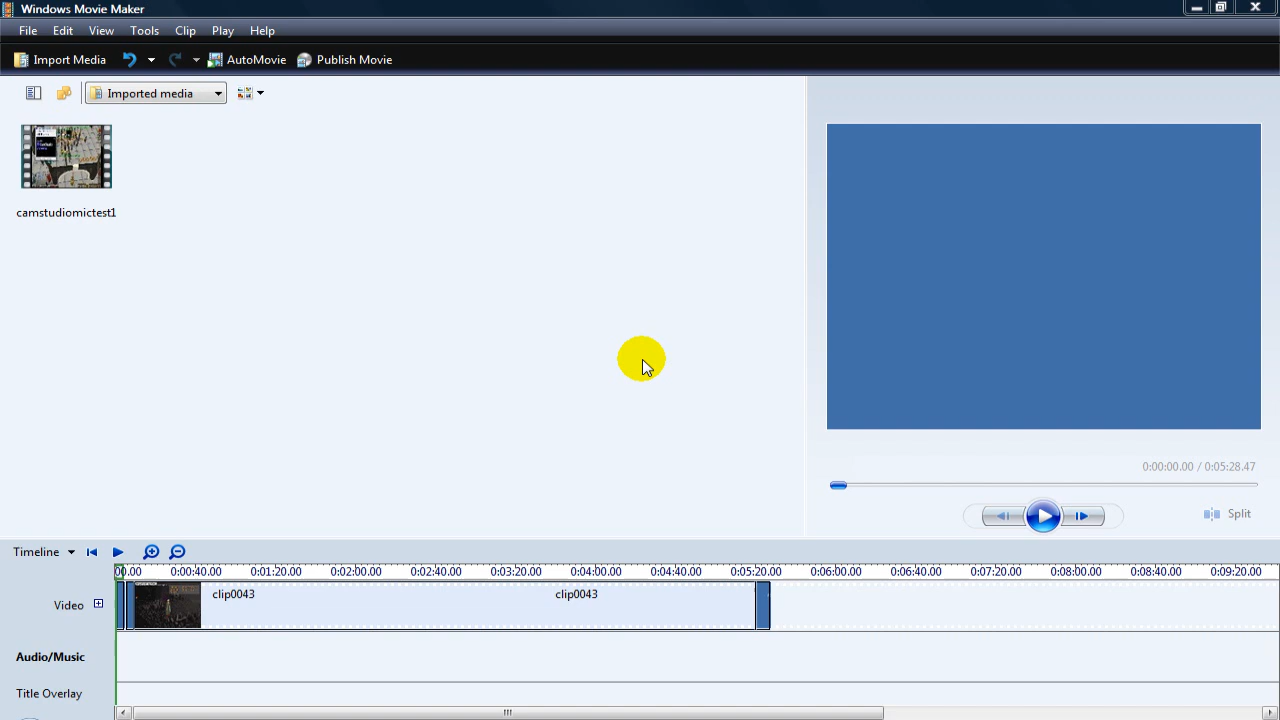 Windows Movie Maker
File Edit View Tools Clip Play Help
Import Media AutoMovie Publish Movie
Imported media
camstudiomictest1
0:00:00.00 / 0:05:28.47
Split
Timeline
00.00 0:00:40.00 0:01:20.00 0:02:00.00 0:02:40.00 0:03:20.00 0:04:00.00 0:04:40.00 0:05:20.00 0:06:00.00 0:06:40.00 0:07:20.00 0:08:00.00 0:08:40.00 0:09:20.00
Video clip0043 clip0043
Audio/Music
Title Overlay